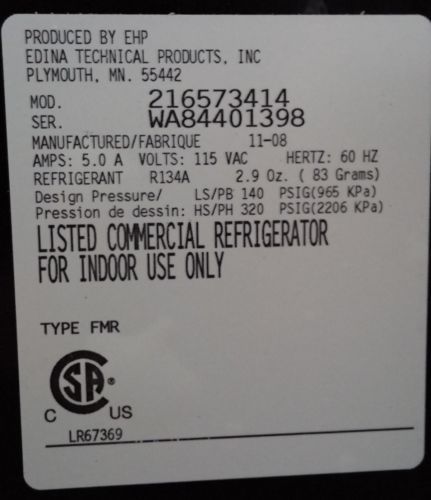 PRODUCED BY EHP
EDINA TECHNICAL PRODUCTS, INC
PLYMOUTH, MN. 55442
MOD. 216573414
SER. WA84401398
MANUFACTURED/FABRIQUE 11-08
AMPS: 5.0 A VOLTS: 115 VAC HERTZ: 60 HZ
REFRIGERANT R134A 2.9 Oz. ( 83 Grams)
Design Pressure/ LS/PB 140 PSIG(965 KPa)
Pression de dessin: HS/PH 320 PSIG(2206 KPa)
LISTED COMMERCIAL REFRIGERATOR
FOR INDOOR USE ONLY
TYPE FMR
CSA ®
C US
LR67369